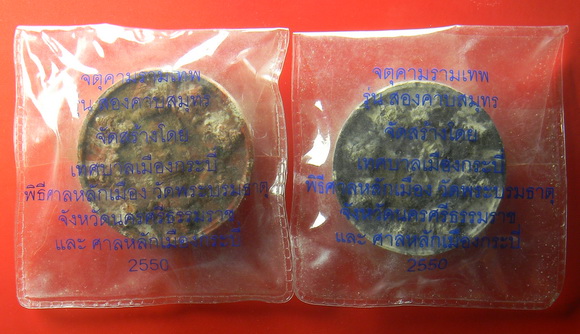 จตุคามรามเทพ
รุ่น สองคาบสมุทร
จัดสร้างโดย
เทศบาลเมืองกระบี่
พิธีศาลหลักเมือง วัดพระบรมธาตุ
จังหวัดนครศรีธรรมราช
และ ศาลหลักเมืองกระบี่
2550
จตุคามรามเทพ
รุ่น สองคาบสมุทร
จัดสร้างโดย
เทศบาลเมืองกระบี่
พิธีศาลหลักเมือง วัดพระบรมธาตุ
จังหวัดนครศรีธรรมราช
และ ศาลหลักเมืองกระบี่
2550